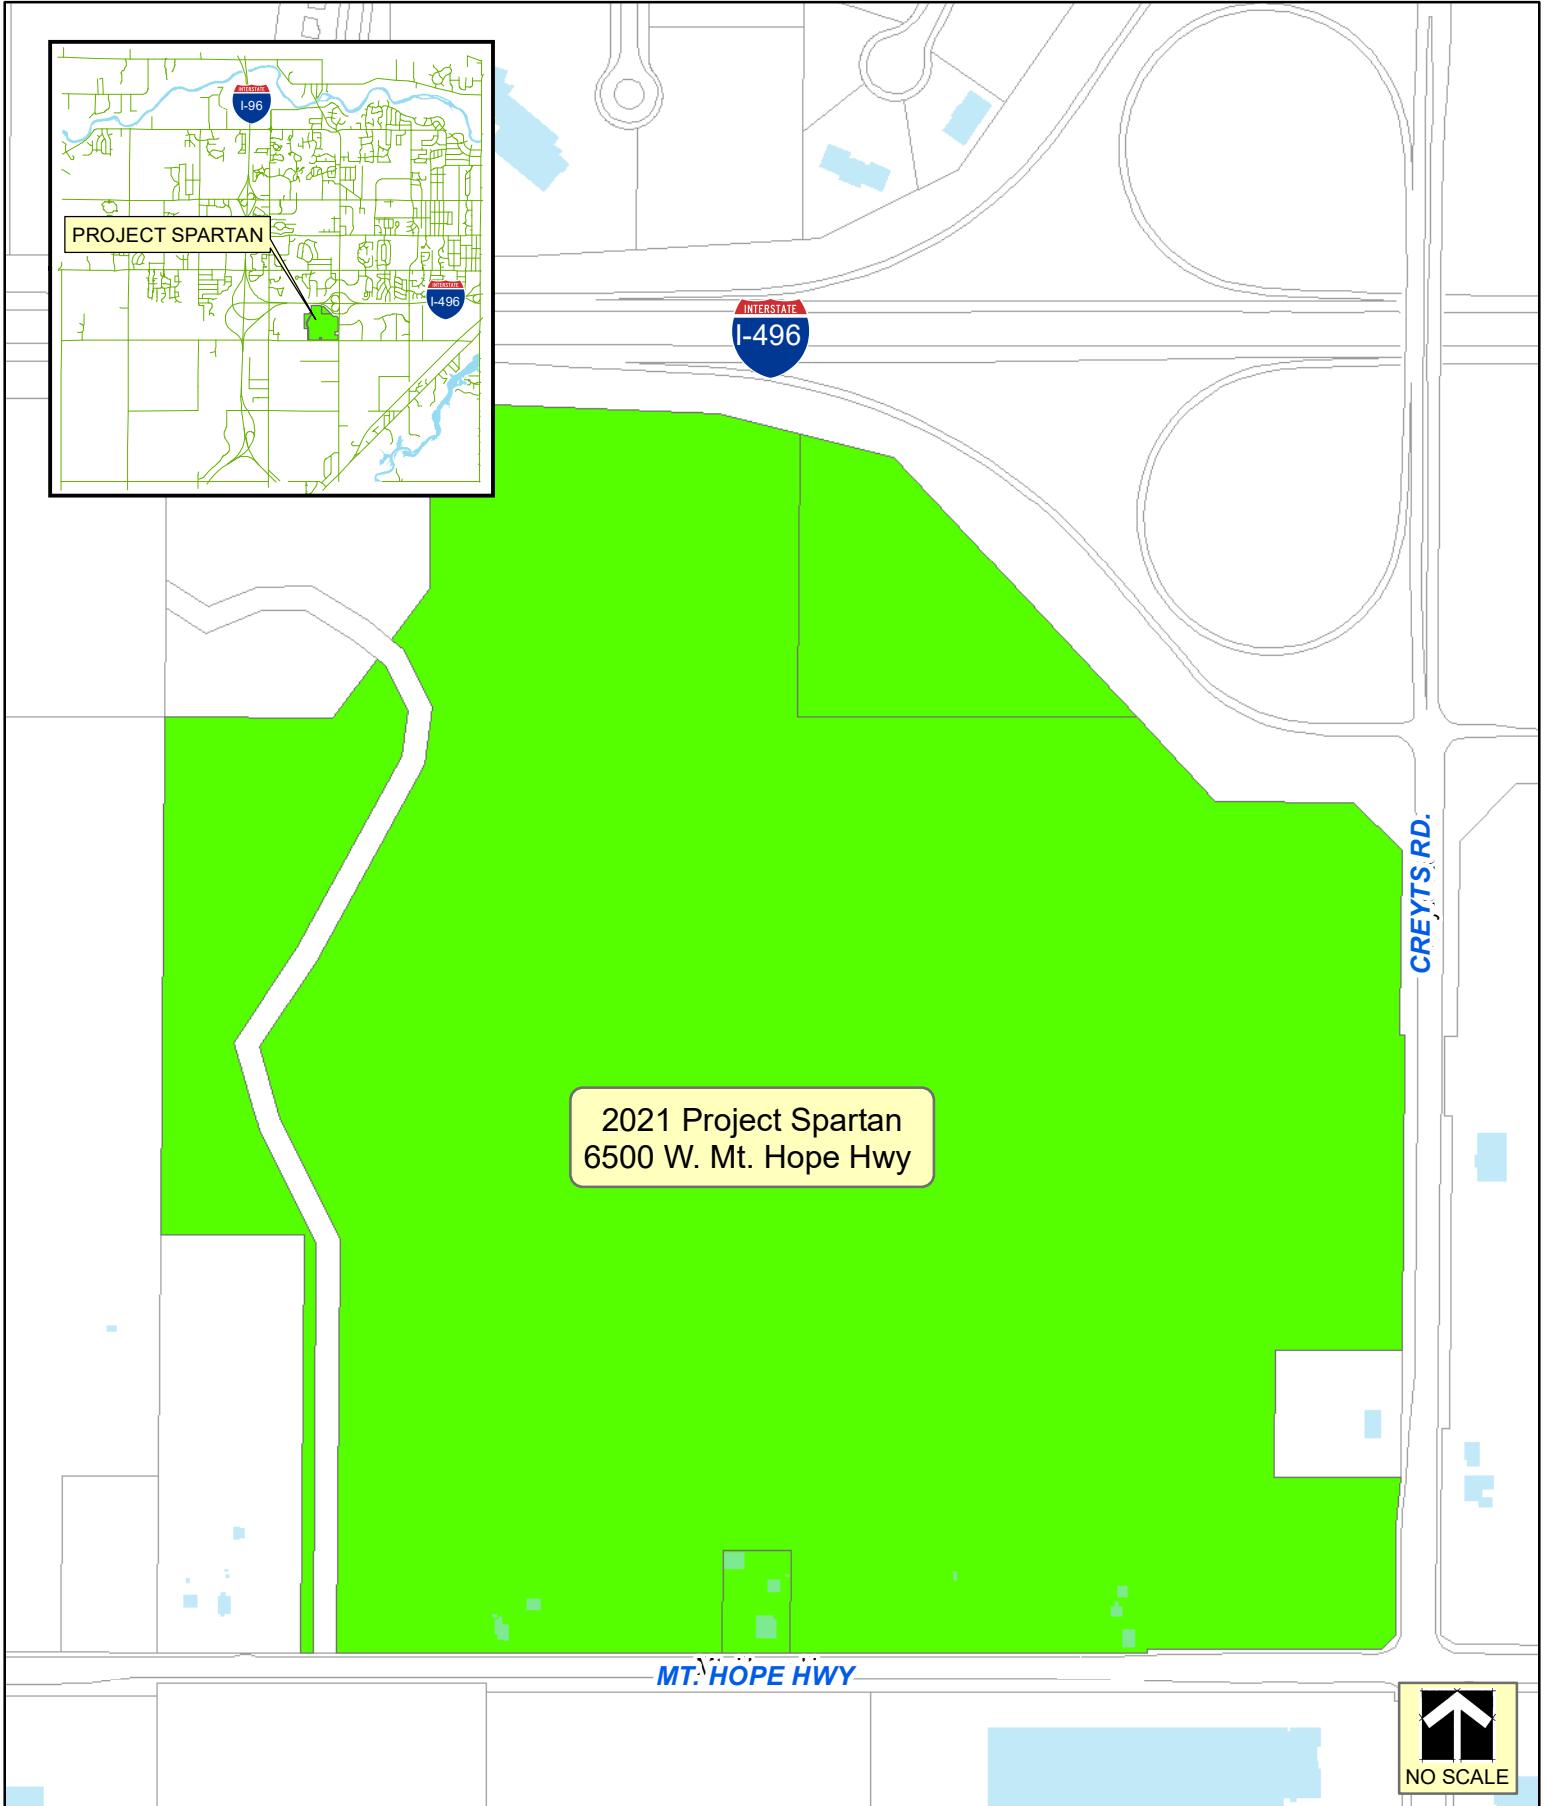 INTERSTATE
I-96
PROJECT SPARTAN
INTERSTATE
I-496
INTERSTATE
I-496
CREYTS RD.
2021 Project Spartan
6500 W. Mt. Hope Hwy
MT. HOPE HWY
NO SCALE